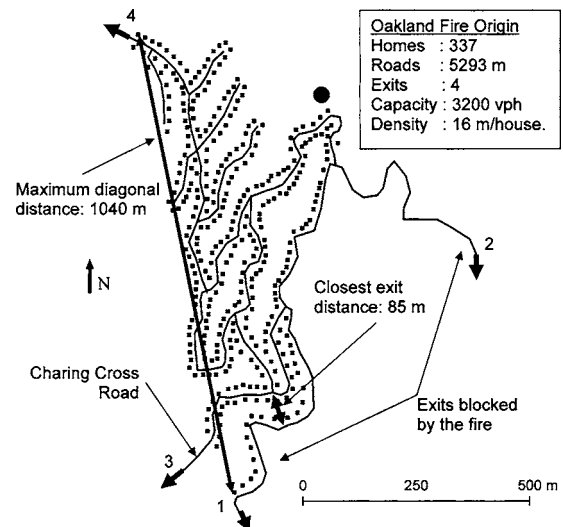 4
Oakland Fire Origin
Homes : 337
Roads : 5293 m
Exits : 4
Capacity : 3200 vph
Density : 16 m/house.
Maximum diagonal
distance: 1040 m
2
N
Closest exit
distance: 85 m
Charing Cross
Road
Exits blocked
by the fire
3
1
0 500 m